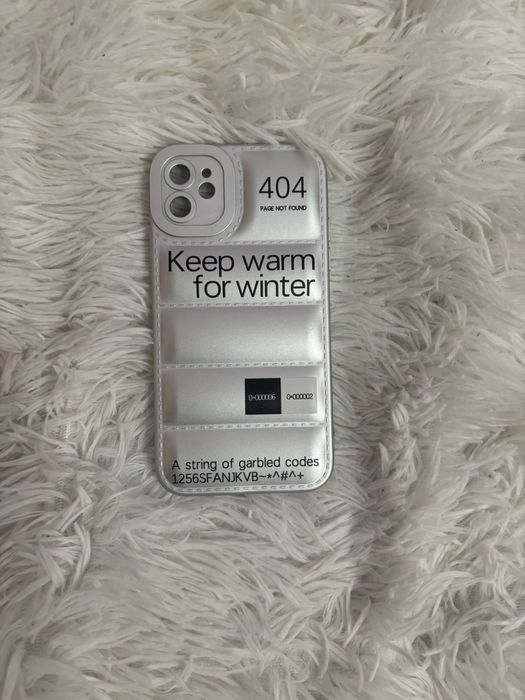 404
PAGE NOT FOUND
Keep warm
for winter
0×000006 0×000002
A string of garbled codes
1256SFANJKVB~*^#^+